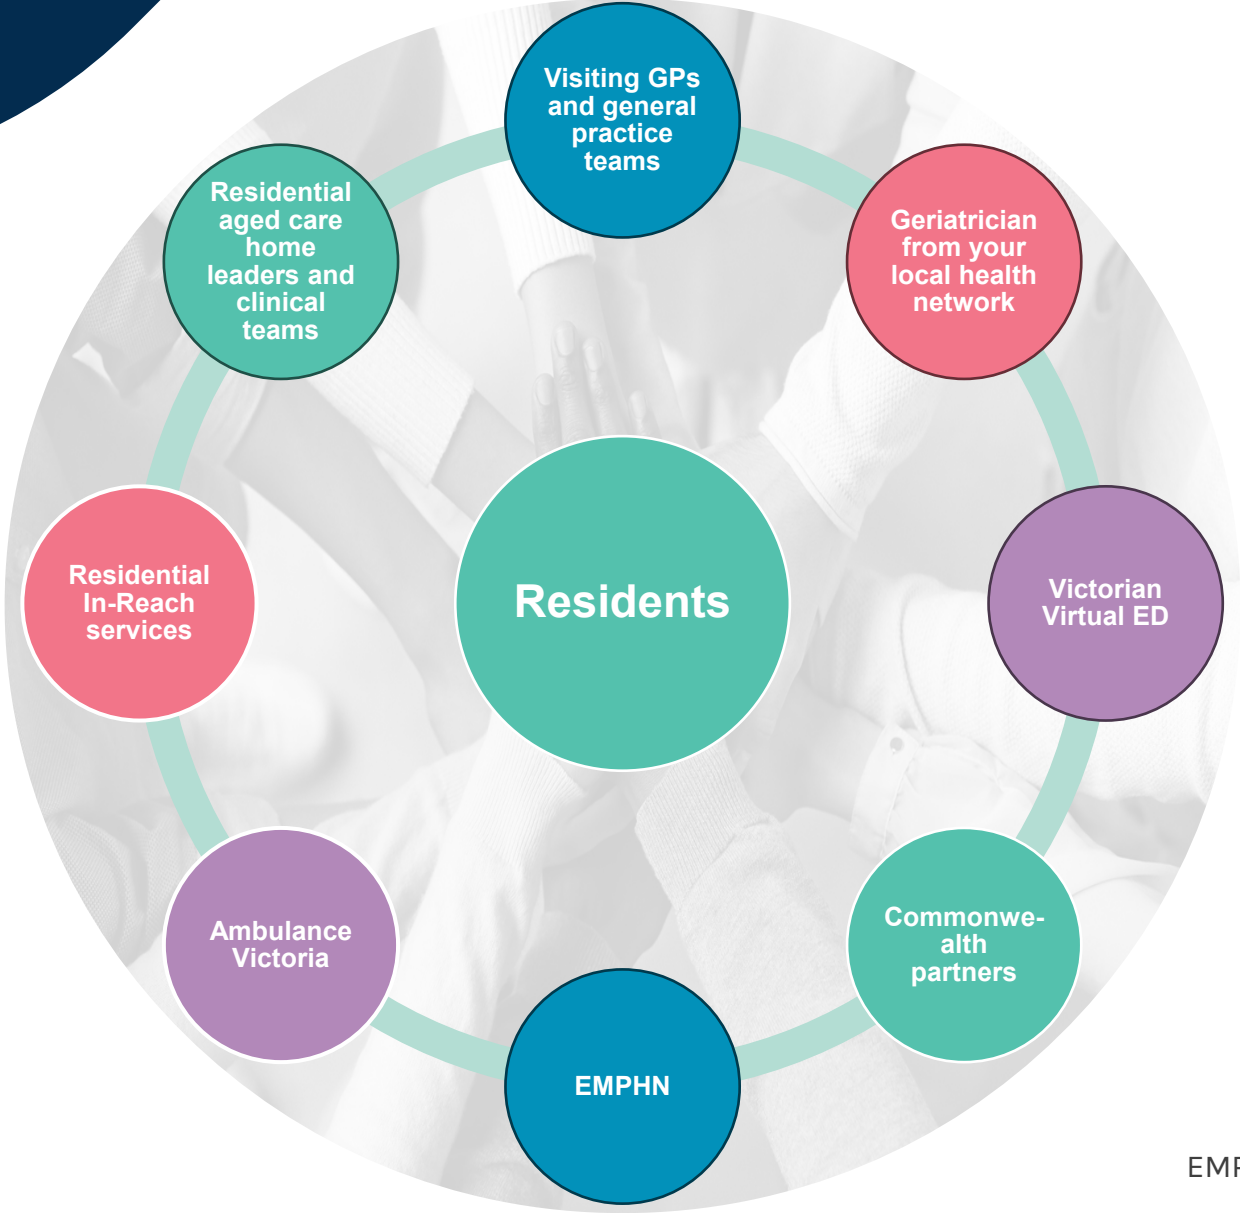 Visiting GPs
and general
practice
teams
Geriatrician
from your
local health
network
Victorian
Virtual ED
Commonwe-
alth
partners
EMPHN
Ambulance
Victoria
Residential
In-Reach
services
Residential
aged care
home
leaders and
clinical
teams
Residents